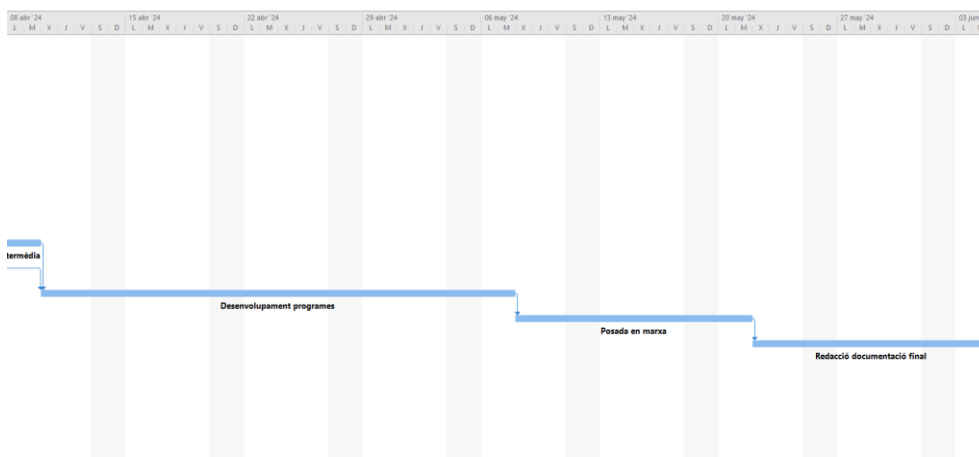 08 abr '24 15 abr '24 22 abr '24 29 abr '24 06 may '24 13 may '24 20 may '24 27 may '24 03 jun
L M X J V S D L M X J V S D L M X J V S D L M X J V S D L M X J V S D L M X J V S D L M X J V S D L M X J V S D L
termèdia
Desenvolupament programes
Posada en marxa
Redacció documentació final